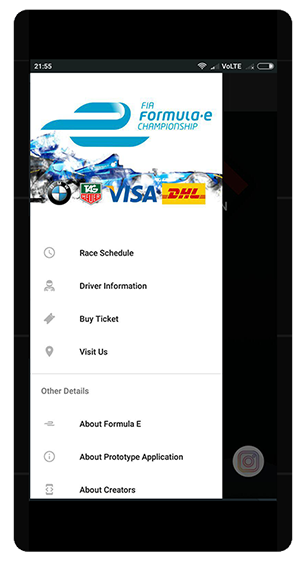 21:55
VoLTE
FIA
FORMULA-E
CHAMPIONSHIP
TAG
VISA
DHL
N
Race Schedule
Driver Information
Buy Ticket
Visit Us
Other Details
About Formula E
About Prototype Application
About Creators